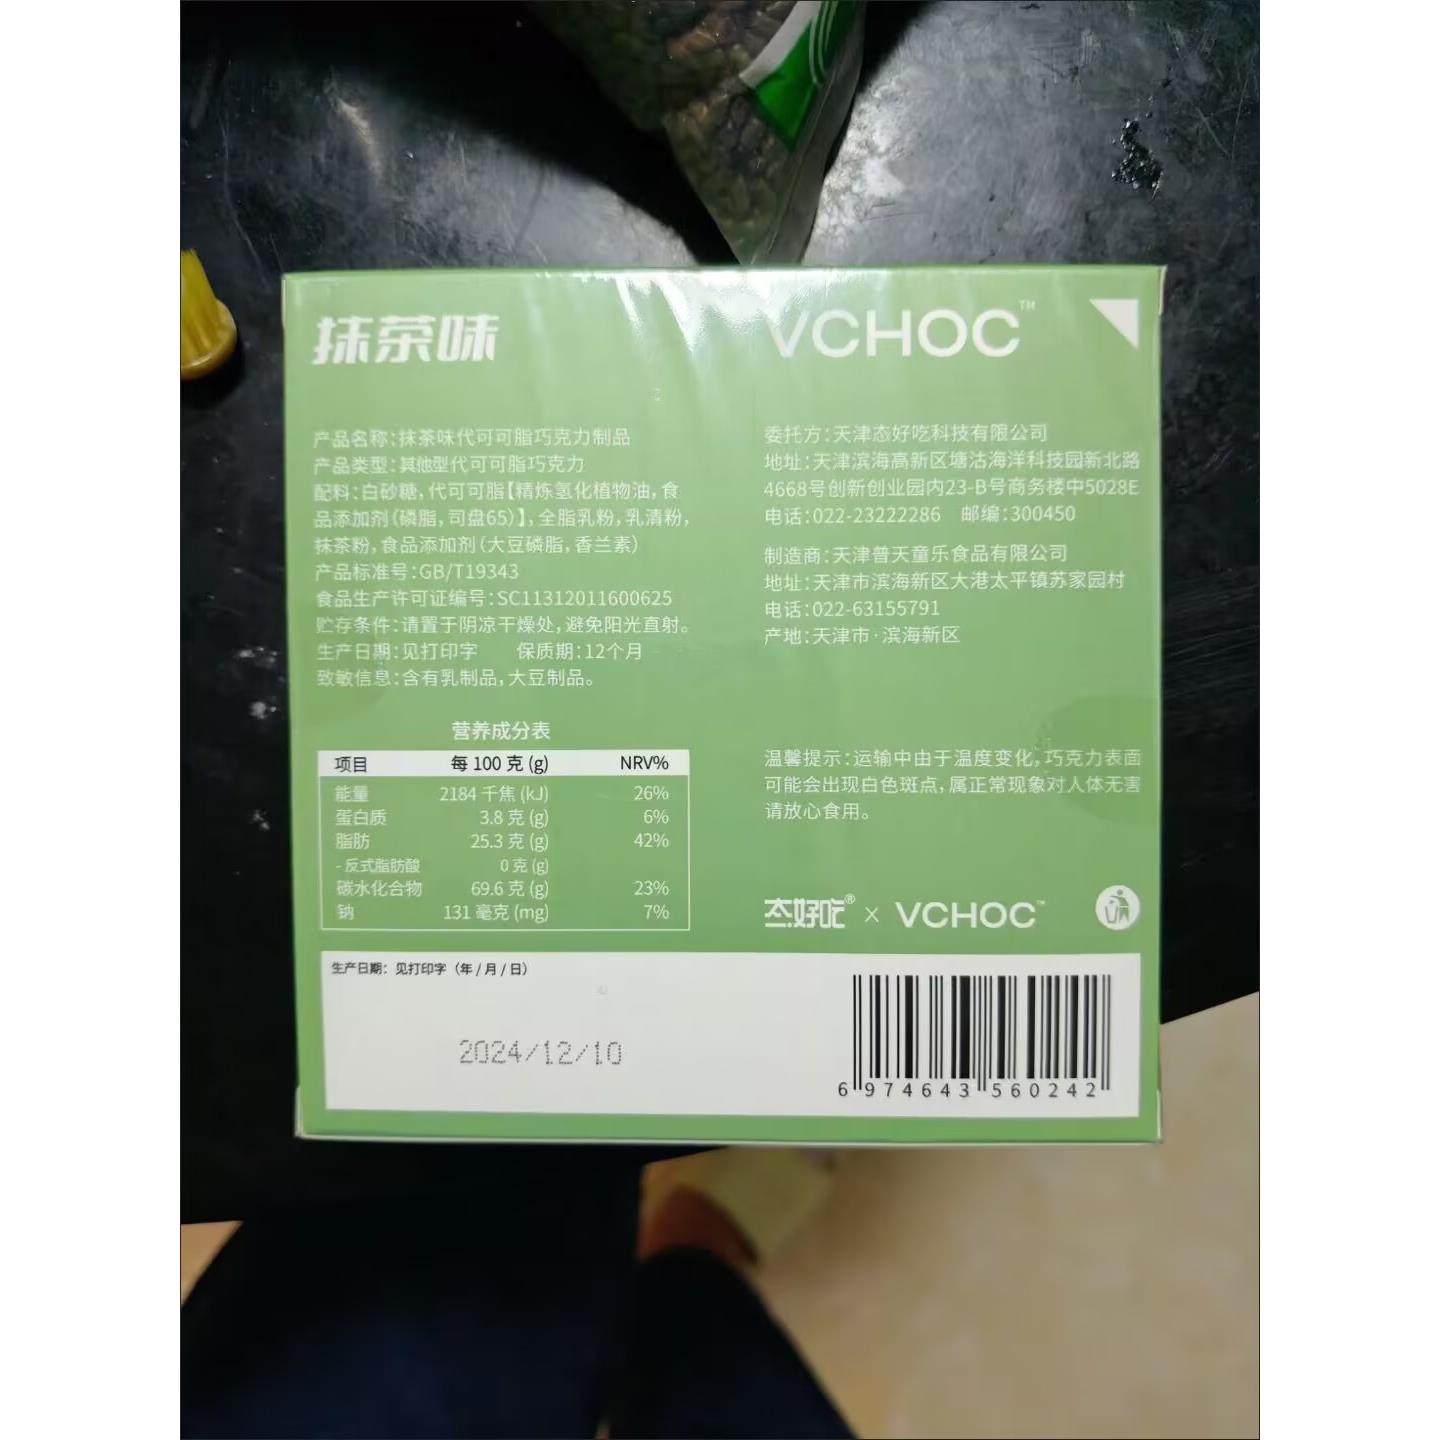 抹茶味
VCHOC™
产品名称:抹茶味代可可脂巧克力制品
产品类型:其他型代可可脂巧克力
配料:白砂糖,代可可脂【精炼氢化植物油,食
品添加剂(磷脂,司盘65)】,全脂乳粉,乳清粉,
抹茶粉,食品添加剂(大豆磷脂,香兰素)
产品标准号:GB/T19343
食品生产许可证编号:SC11312011600625
贮存条件:请置于阴凉干燥处,避免阳光直射。
生产日期:见打印字 保质期:12个月
致敏信息:含有乳制品,大豆制品。
委托方:天津态好吃科技有限公司
地址:天津滨海高新区塘沽海洋科技园新北路
4668号创新创业园内23-B号商务楼中5028E
电话:022-23222286 邮编:300450
制造商:天津普天童乐食品有限公司
地址:天津市滨海新区大港太平镇苏家园村
电话:022-63155791
产地:天津市·滨海新区
营养成分表
项目 每 100 克 (g) NRV%
能量 2184 千焦 (kJ) 26%
蛋白质 3.8 克 (g) 6%
脂肪 25.3 克 (g) 42%
- 反式脂肪酸 0 克 (g)
碳水化合物 69.6 克 (g) 23%
钠 131 毫克 (mg) 7%
温馨提示:运输中由于温度变化,巧克力表面
可能会出现白色斑点,属正常现象对人体无害
请放心食用。
态好吃® × VCHOC™
生产日期: 见打印字 (年 / 月 / 日)
2024/12/10
6 974643 560242